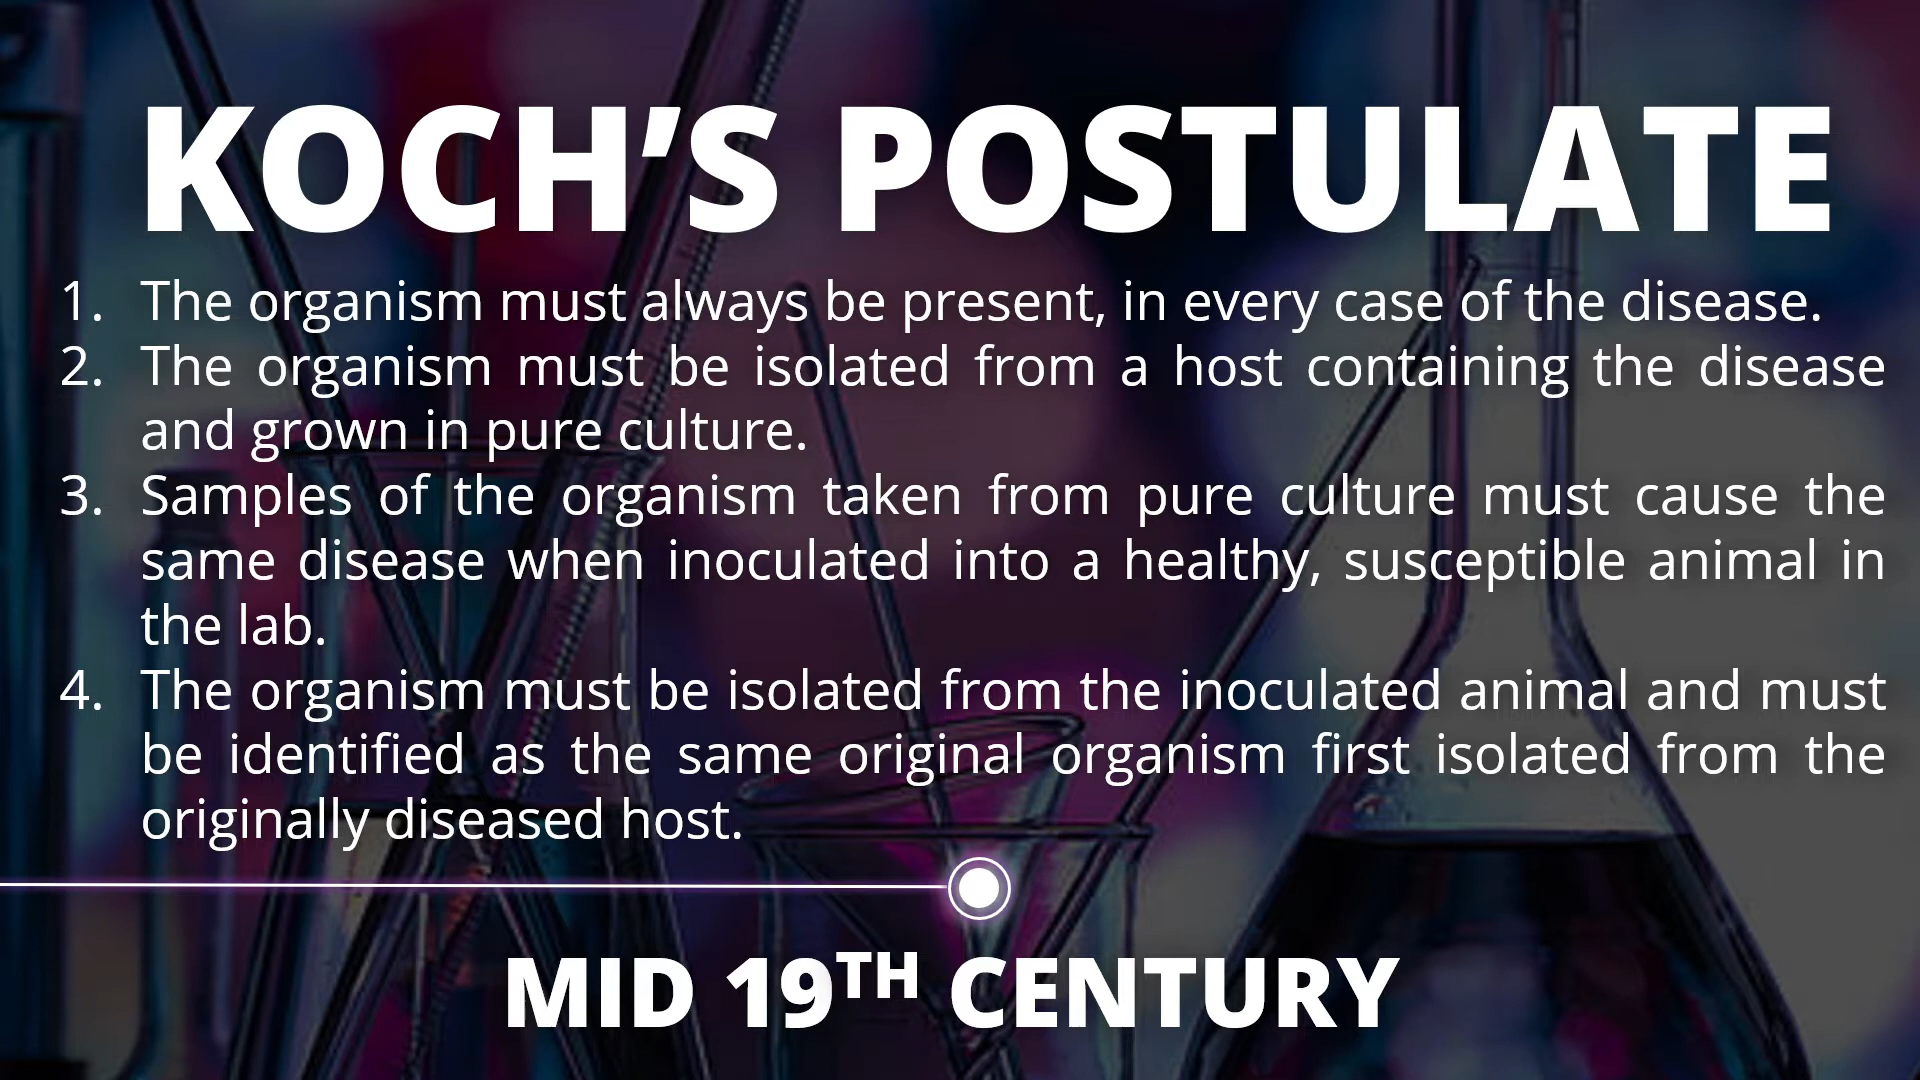 KOCH’S POSTULATE
1. The organism must always be present, in every case of the disease.
2. The organism must be isolated from a host containing the disease
and grown in pure culture.
3. Samples of the organism taken from pure culture must cause the
same disease when inoculated into a healthy, susceptible animal in
the lab.
4. The organism must be isolated from the inoculated animal and must
be identified as the same original organism first isolated from the
originally diseased host.
MID 19TH CENTURY